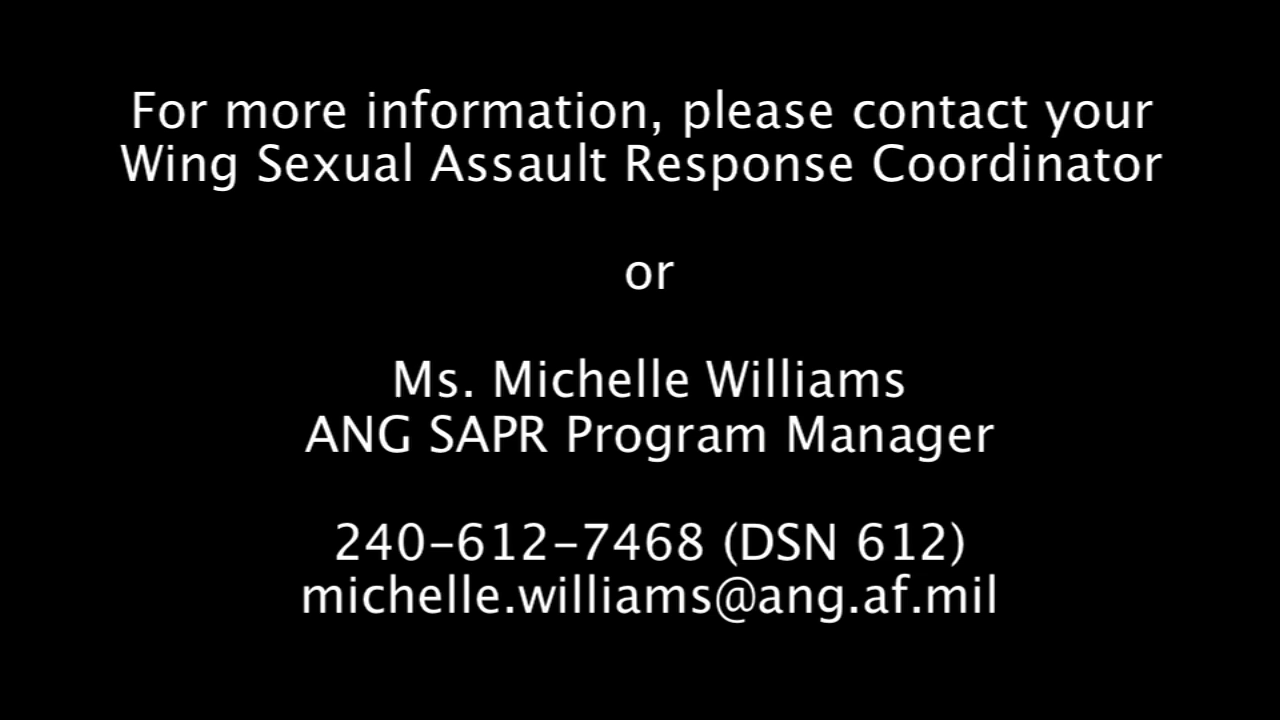 For more information, please contact your
Wing Sexual Assault Response Coordinator
or
Ms. Michelle Williams
ANG SAPR Program Manager
240-612-7468 (DSN 612)
michelle.williams@ang.af.mil